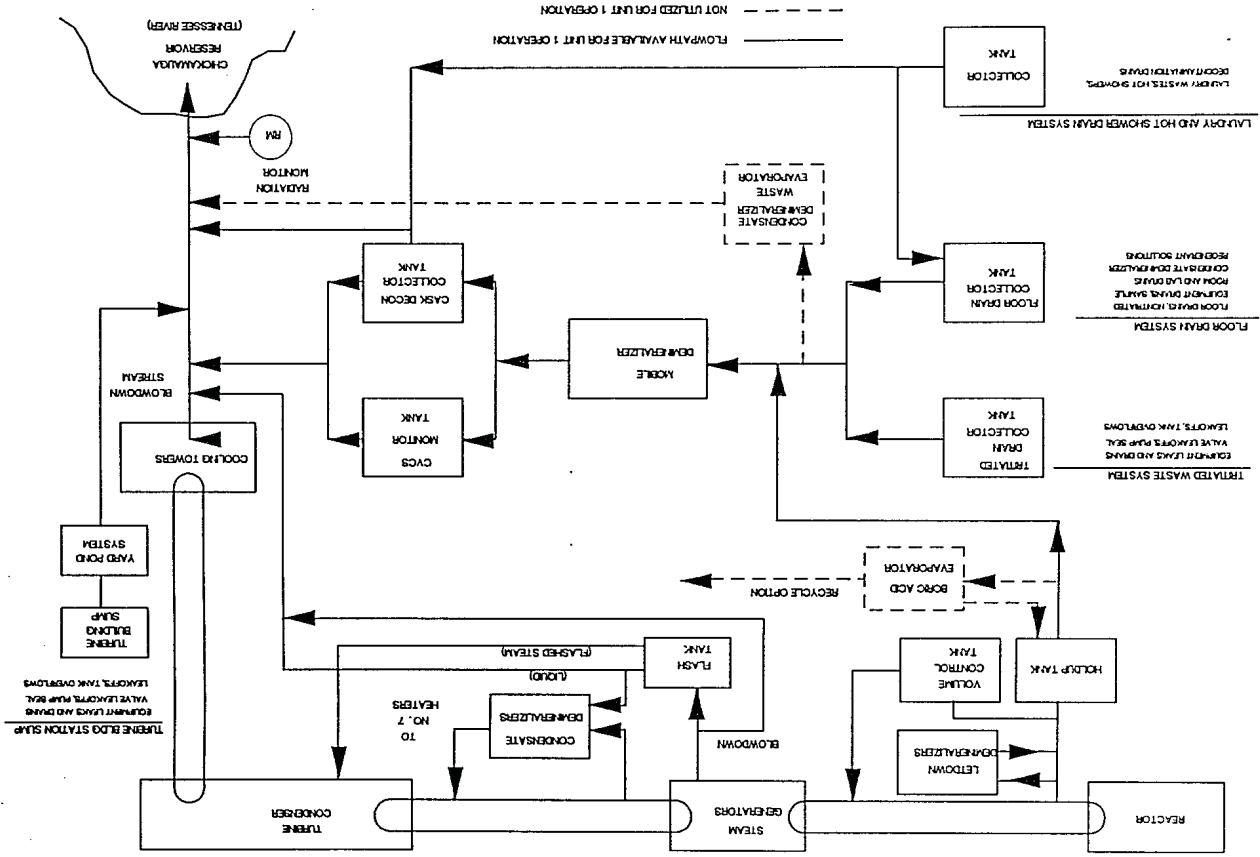 REACTOR
STEAM
GENERATORS
TURBINE
CONDENSER
LETDOWN
DEMINERALIZERS
BLOWDOWN
CONDENSATE
DEMINERALIZERS
TO
NO. 7
HEATERS
TURBINE BLDG STATION SUMP
EQUIPMENT LEAKS AND DRAINS
VALVE LEAKOFFS, PUMP SEAL
LEAKOFFS, TANK OVERFLOWS
HOLDUP TANK
VOLUME
CONTROL
TANK
FLASH
TANK
(LIQUID)
(FLASHED STEAM)
TURBINE
BUILDING
SUMP
BORIC ACID
EVAPORATOR
RECYCLE OPTION
YARD POND
SYSTEM
TRITIATED WASTE SYSTEM
EQUIPMENT LEAKS AND DRAINS
VALVE LEAKOFFS, PUMP SEAL
LEAKOFFS, TANK OVERFLOWS
TRITIATED
DRAIN
COLLECTOR
TANK
CVCS
MONITOR
TANK
COOLING TOWERS
BLOWDOWN
STREAM
MOBILE
DEMINERALIZER
FLOOR DRAIN SYSTEM
FLOOR DRAINS, NONTRIATED
EQUIPMENT DRAINS, SAMPLE
ROOM AND LAB DRAINS
CONDENSATE DEMINERALIZER
REGENERANT SOLUTIONS
FLOOR DRAIN
COLLECTOR
TANK
CASK DECON
COLLECTOR
TANK
CONDENSATE
DEMINERALIZER
WASTE
EVAPORATOR
RADIATION
MONITOR
RM
LAUNDRY AND HOT SHOWER DRAIN SYSTEM
LAUNDRY WASTES, HOT SHOWERS,
DECONTAMINATION DRAINS
COLLECTOR
TANK
CHICKAMAUGA
RESERVOIR
(TENNESSEE RIVER)
FLOWPATH AVAILABLE FOR UNIT 1 OPERATION
NOT UTILIZED FOR UNIT 1 OPERATION